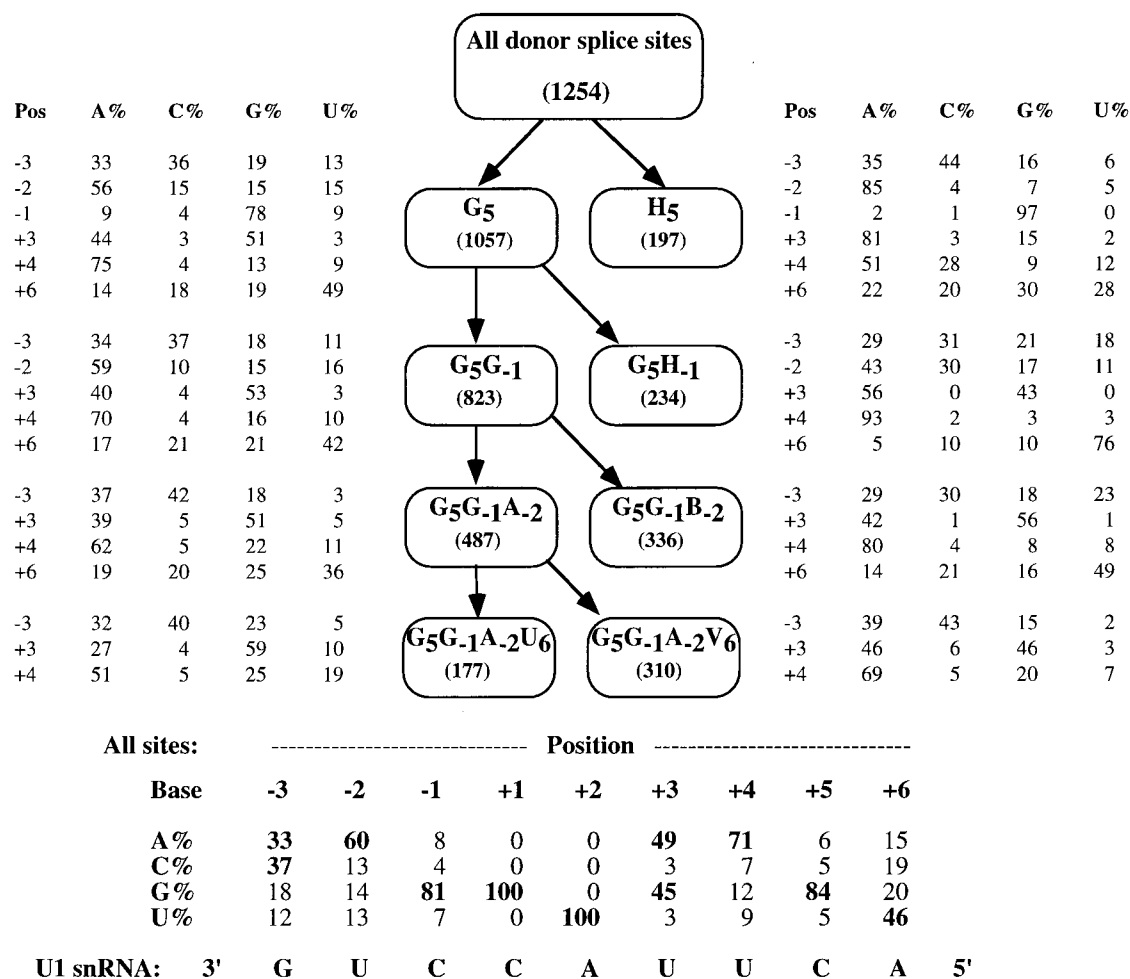 All donor splice sites
(1254)
Pos A% C% G% U%
Pos A% C% G% U%
-3 33 36 19 13
-2 56 15 15 15
-1 9 4 78 9
+3 44 3 51 3
+4 75 4 13 9
+6 14 18 19 49
G5
(1057)
H5
(197)
-3 35 44 16 6
-2 85 4 7 5
-1 2 1 97 0
+3 81 3 15 2
+4 51 28 9 12
+6 22 20 30 28
-3 34 37 18 11
-2 59 10 15 16
+3 40 4 53 3
+4 70 4 16 10
+6 17 21 21 42
G5G-1
(823)
G5H-1
(234)
-3 29 31 21 18
-2 43 30 17 11
+3 56 0 43 0
+4 93 2 3 3
+6 5 10 10 76
-3 37 42 18 3
+3 39 5 51 5
+4 62 5 22 11
+6 19 20 25 36
G5G-1A-2
(487)
G5G-1B-2
(336)
-3 29 30 18 23
+3 42 1 56 1
+4 80 4 8 8
+6 14 21 16 49
-3 32 40 23 5
+3 27 4 59 10
+4 51 5 25 19
G5G-1A-2U6
(177)
G5G-1A-2V6
(310)
-3 39 43 15 2
+3 46 6 46 3
+4 69 5 20 7
All sites: Position
Base -3 -2 -1 +1 +2 +3 +4 +5 +6
A% 33 60 8 0 0 49 71 6 15
C% 37 13 4 0 0 3 7 5 19
G% 18 14 81 100 0 45 12 84 20
U% 12 13 7 0 100 3 9 5 46
U1 snRNA: 3' G U C C A U U C A 5'